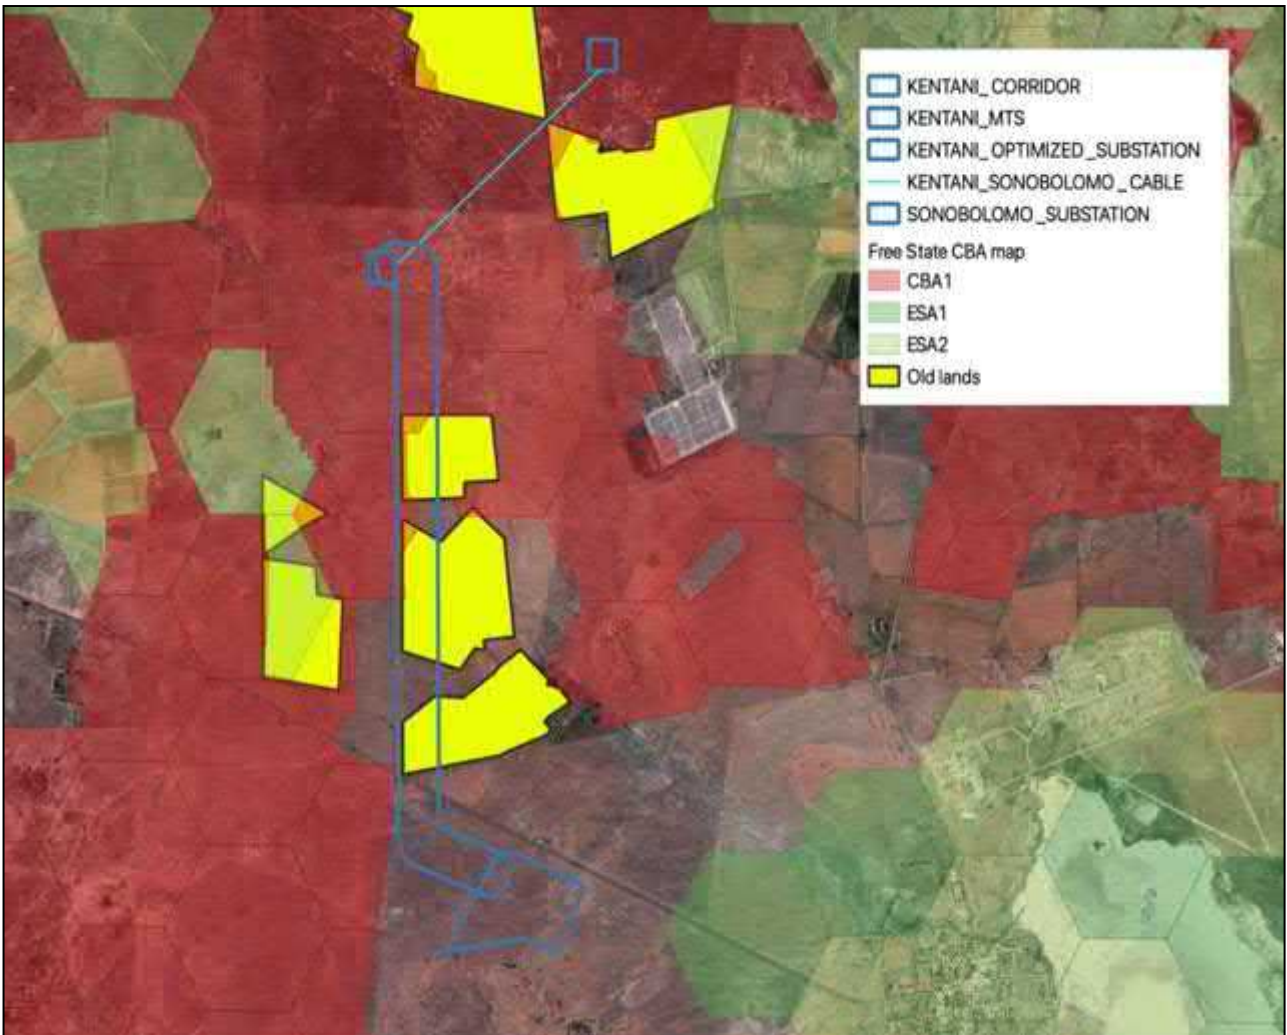 KENTANI_CORRIDOR
KENTANI_MTS
KENTANI_OPTIMIZED_SUBSTATION
KENTANI_SONOBOLOMO_CABLE
SONOBOLOMO_SUBSTATION
Free State CBA map
CBA1
ESA1
ESA2
Old lands